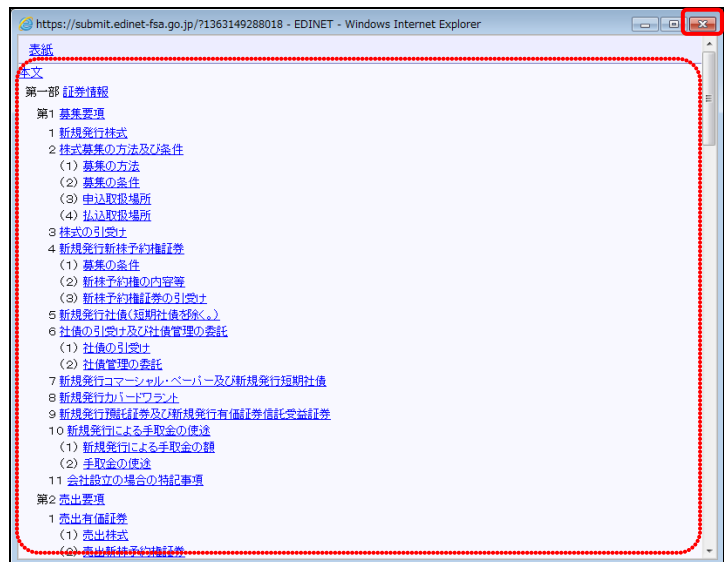 https://submit.edinet-fsa.go.jp/?1363149288018 - EDINET - Windows Internet Explorer
表紙
本文
第一部 証券情報
第1 募集要項
1 新規発行株式
2 株式募集の方法及び条件
(1) 募集の方法
(2) 募集の条件
(3) 申込取扱場所
(4) 払込取扱場所
3 株式の引受け
4 新規発行新株予約権証券
(1) 募集の条件
(2) 新株予約権の内容等
(3) 新株予約権証券の引受け
5 新規発行社債(短期社債を除く。)
6 社債の引受け及び社債管理の委託
(1) 社債の引受け
(2) 社債管理の委託
7 新規発行コマーシャル・ペーパー及び新規発行短期社債
8 新規発行カバードワラント
9 新規発行預託証券及び新規発行有価証券信託受益証券
10 新規発行による手取金の使途
(1) 新規発行による手取金の額
(2) 手取金の使途
11 会社設立の場合の特記事項
第2 売出要項
1 売出有価証券
(1) 売出株式
(2) 売出新株予約権証券